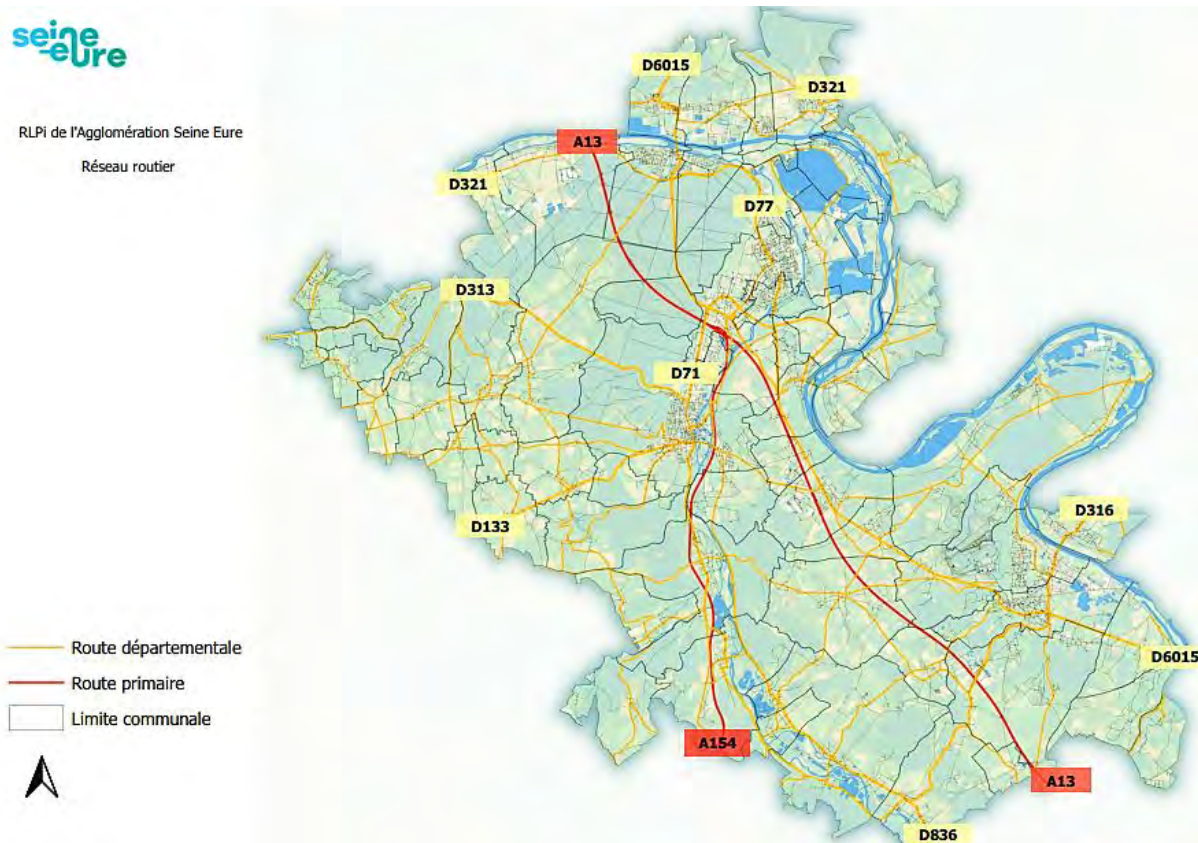 seine
-eure
RLPi de l'Agglomération Seine Eure
Réseau routier
D6015
D321
A13
D321
D77
D313
D71
D316
D133
D6015
A154
A13
D836
Route départementale
Route primaire
Limite communale